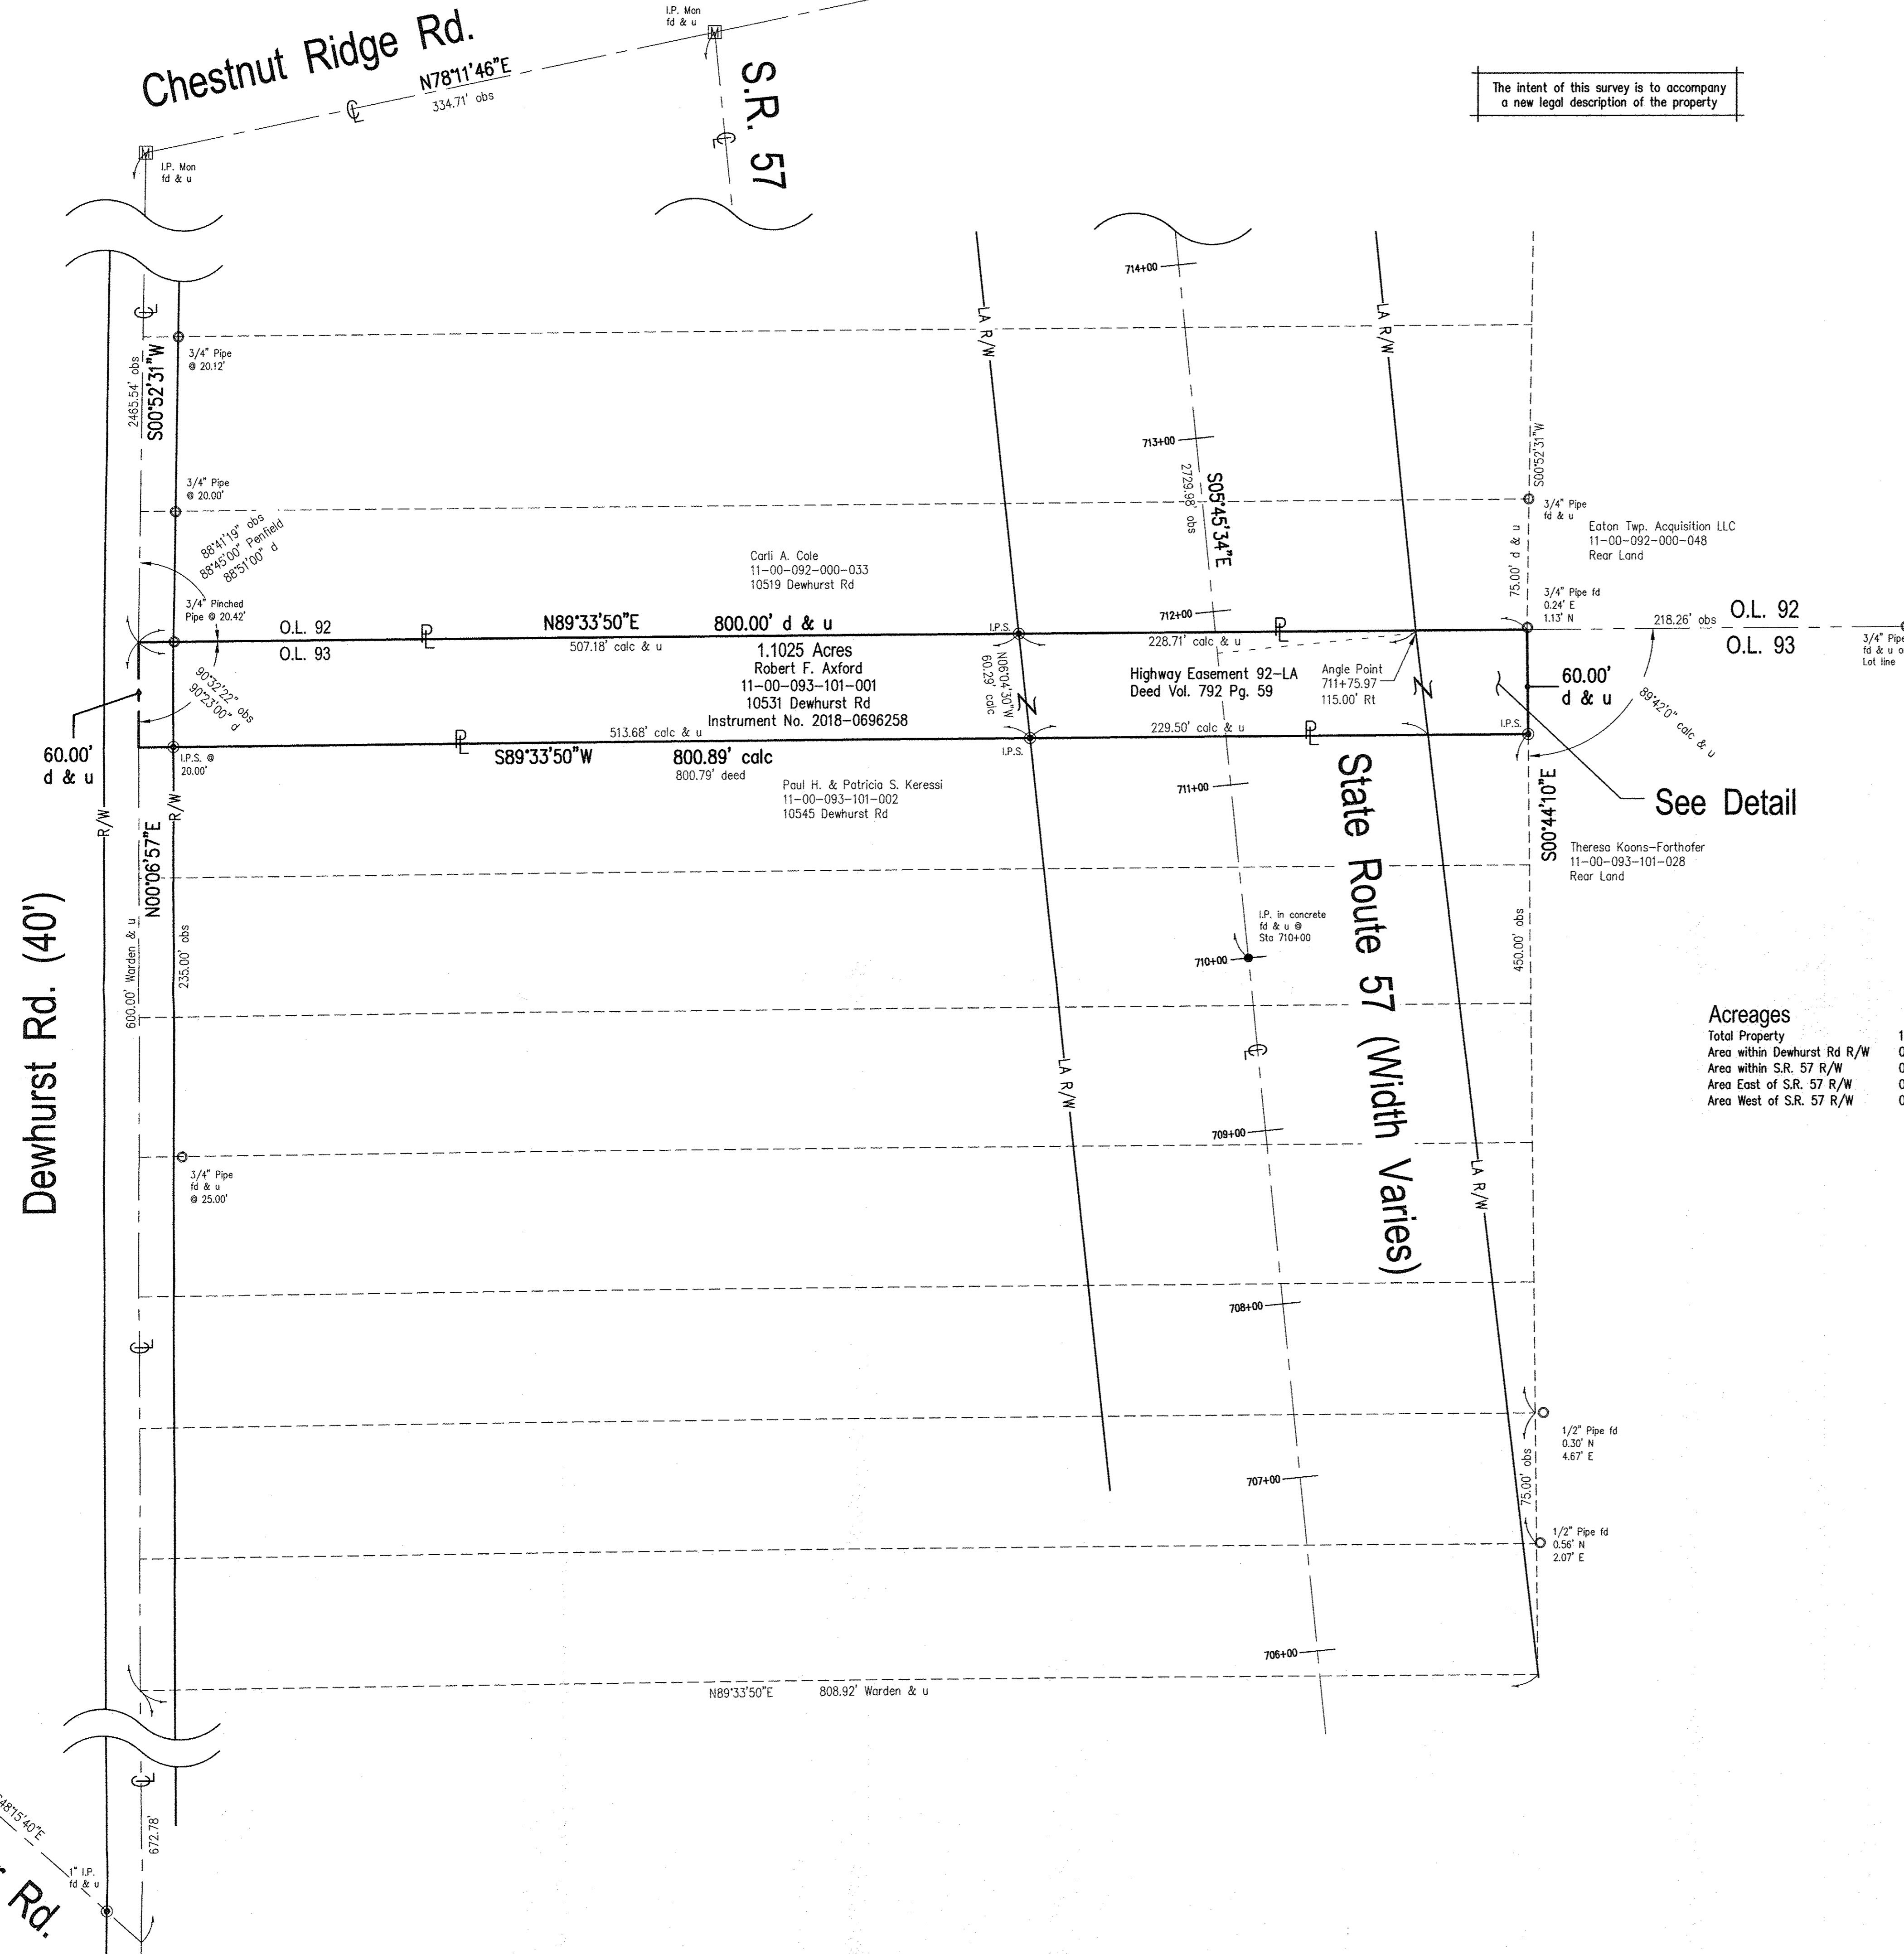 Chestnut Ridge Rd.
N78°11'46"E
334.71' obs
I.P. Mon
fd & u
I.P. Mon
fd & u
S.R. 57
The intent of this survey is to accompany
a new legal description of the property
714+00
LA R/W
LA R/W
3/4" Pipe
@ 20.12'
2465.54' obs
S00°52'31"W
713+00
2729.98' obs
S05°45'34"E
S00°52'31"W
3/4" Pipe
@ 20.00'
3/4" Pipe
fd & u
88°41'19" obs
88°45'00" Penfield
88°51'00" d
Eaton Twp. Acquisition LLC
11-00-092-000-048
Rear Land
75.00' d & u
Carli A. Cole
11-00-092-000-033
10519 Dewhurst Rd
3/4" Pinched
Pipe @ 20.42'
3/4" Pipe fd
0.24' E
1.13' N
712+00
O.L. 92
O.L. 93
N89°33'50"E 800.00' d & u
507.18' calc & u
I.P.S.
228.71' calc & u
218.26' obs
O.L. 92
O.L. 93
3/4" Pipe
fd & u
Lot line
1.1025 Acres
Robert F. Axford
11-00-093-101-001
10531 Dewhurst Rd
Instrument No. 2018-0696258
N06°04'30"W
60.29' calc
Highway Easement 92-LA
Deed Vol. 792 Pg. 59
Angle Point
711+75.97
115.00' Rt
60.00'
d & u
89°42'0" calc & u
90°32'22" obs
90°23'00" d
60.00'
d & u
I.P.S. @
20.00'
513.68' calc & u
S89°33'50"W 800.89' calc
800.79' deed
I.P.S.
229.50' calc & u
I.P.S.
Paul H. & Patricia S. Keressi
11-00-093-101-002
10545 Dewhurst Rd
711+00
See Detail
S00°44'10"E
Theresa Koons-Forthofer
11-00-093-101-028
Rear Land
R/W
R/W
N00°06'57"E
600.00' Warden & u
235.00' obs
Dewhurst Rd. (40')
State Route 57 (Width Varies)
I.P. in concrete
fd & u @
Sta 710+00
710+00
450.00' obs
Acreages
Total Property 1
Area within Dewhurst Rd R/W 0
Area within S.R. 57 R/W 0
Area East of S.R. 57 R/W 0
Area West of S.R. 57 R/W 0
LA R/W
709+00
LA R/W
3/4" Pipe
fd & u
@ 25.00'
708+00
1/2" Pipe fd
0.30' N
4.67' E
707+00
75.00' obs
1/2" Pipe fd
0.56' N
2.07' E
706+00
N89°33'50"E 808.92' Warden & u
672.78'
48°15'40"E
1" I.P.
fd & u
Rd.